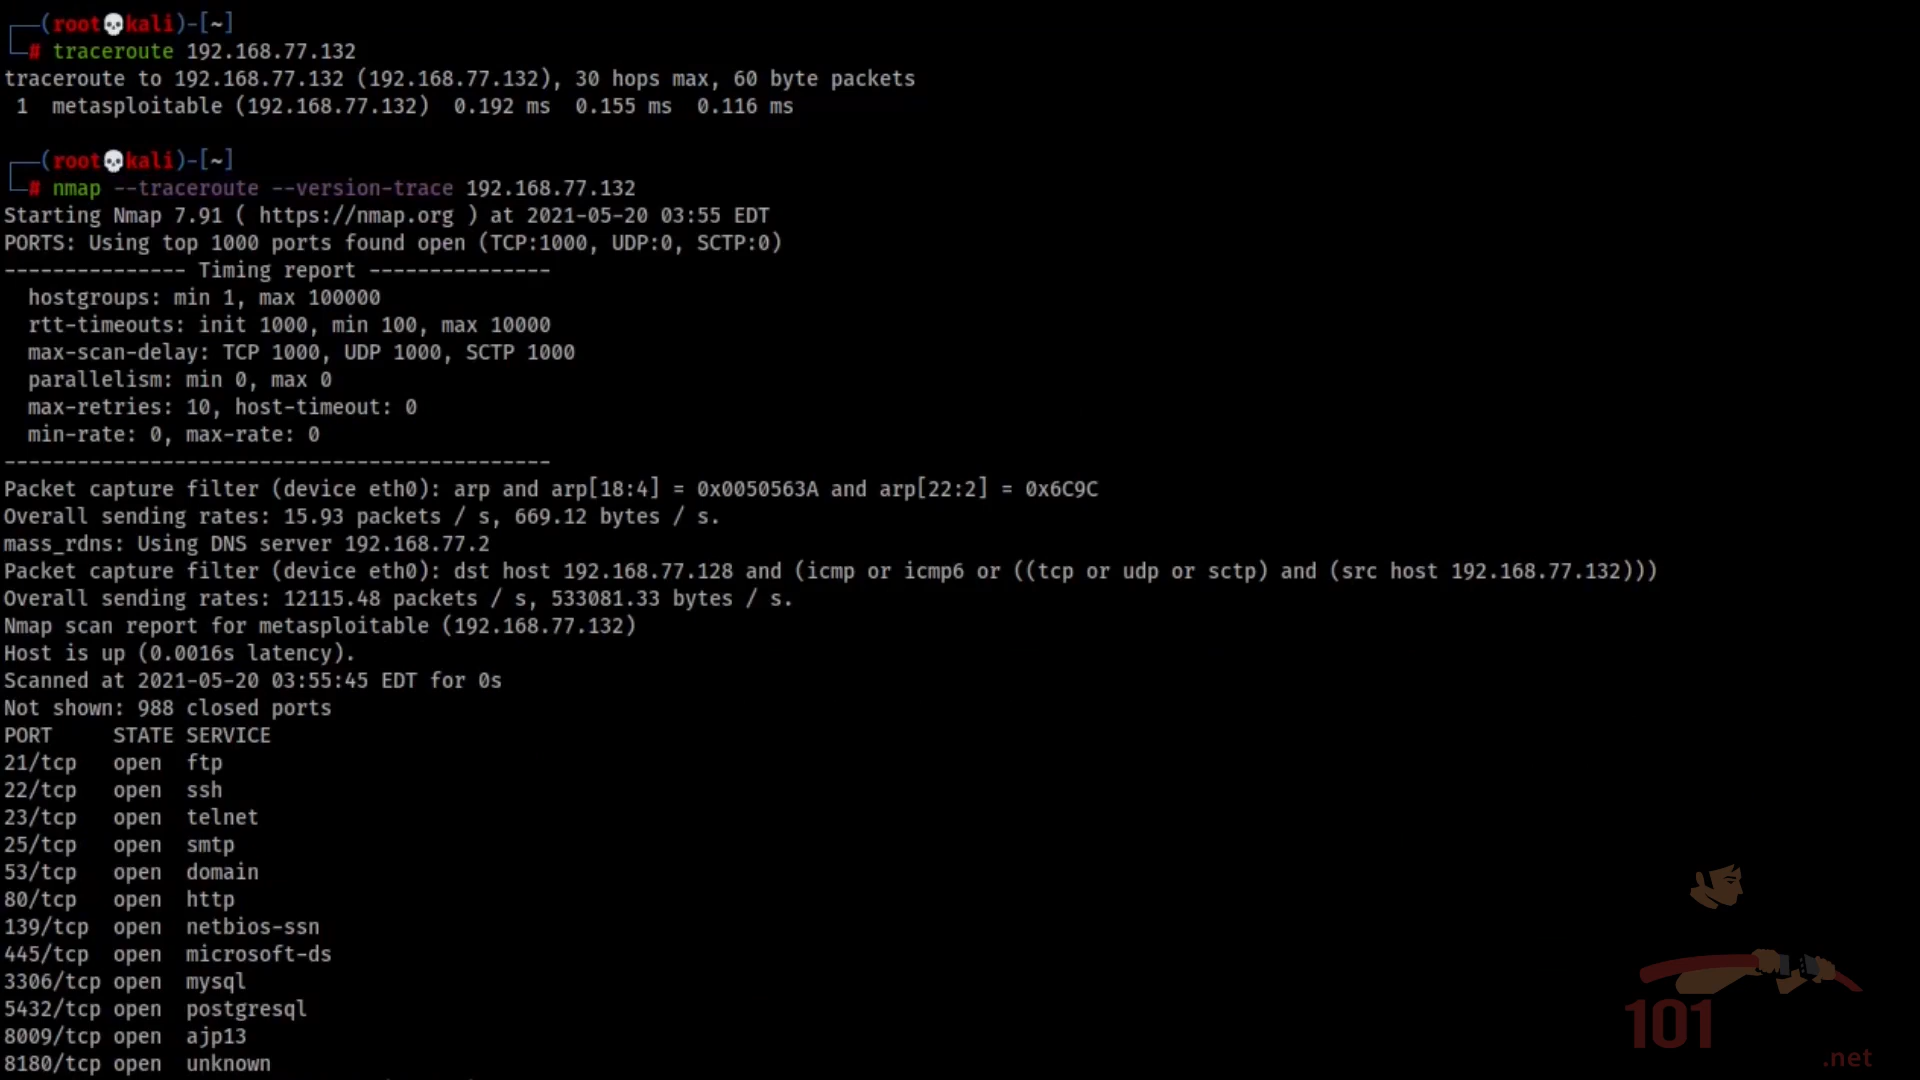 (root💀kali)-[~]
# traceroute 192.168.77.132
traceroute to 192.168.77.132 (192.168.77.132), 30 hops max, 60 byte packets
1  metasploitable (192.168.77.132)  0.192 ms  0.155 ms  0.116 ms
(root💀kali)-[~]
# nmap --traceroute --version-trace 192.168.77.132
Starting Nmap 7.91 ( https://nmap.org ) at 2021-05-20 03:55 EDT
PORTS: Using top 1000 ports found open (TCP:1000, UDP:0, SCTP:0)
--------------- Timing report ---------------
hostgroups: min 1, max 100000
rtt-timeouts: init 1000, min 100, max 10000
max-scan-delay: TCP 1000, UDP 1000, SCTP 1000
parallelism: min 0, max 0
max-retries: 10, host-timeout: 0
min-rate: 0, max-rate: 0
---------------------------------------------
Packet capture filter (device eth0): arp and arp[18:4] = 0x0050563A and arp[22:2] = 0x6C9C
Overall sending rates: 15.93 packets / s, 669.12 bytes / s.
mass_rdns: Using DNS server 192.168.77.2
Packet capture filter (device eth0): dst host 192.168.77.128 and (icmp or icmp6 or ((tcp or udp or sctp) and (src host 192.168.77.132)))
Overall sending rates: 12115.48 packets / s, 533081.33 bytes / s.
Nmap scan report for metasploitable (192.168.77.132)
Host is up (0.0016s latency).
Scanned at 2021-05-20 03:55:45 EDT for 0s
Not shown: 988 closed ports
PORT     STATE SERVICE
21/tcp   open  ftp
22/tcp   open  ssh
23/tcp   open  telnet
25/tcp   open  smtp
53/tcp   open  domain
80/tcp   open  http
139/tcp  open  netbios-ssn
445/tcp  open  microsoft-ds
3306/tcp open  mysql
5432/tcp open  postgresql
8009/tcp open  ajp13
8180/tcp open  unknown
101
.net